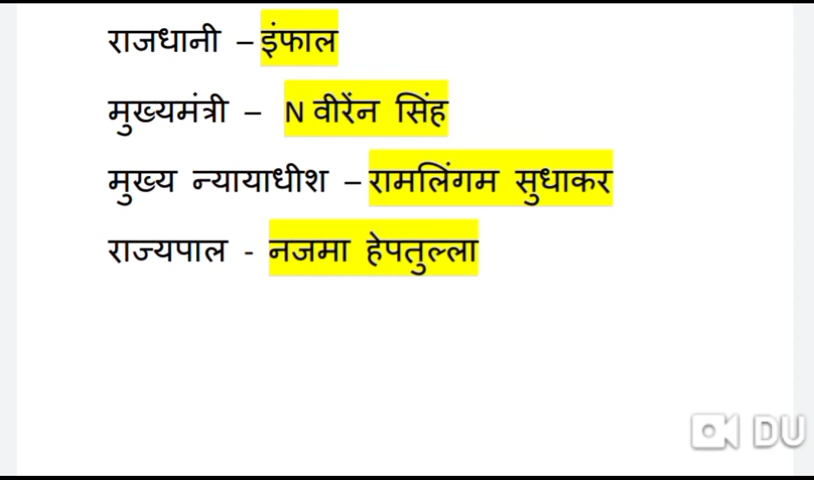 राजधानी – इंफाल
मुख्यमंत्री – N वीरेंन सिंह
मुख्य न्यायाधीश – रामलिंगम सुधाकर
राज्यपाल - नजमा हेपतुल्ला
DU